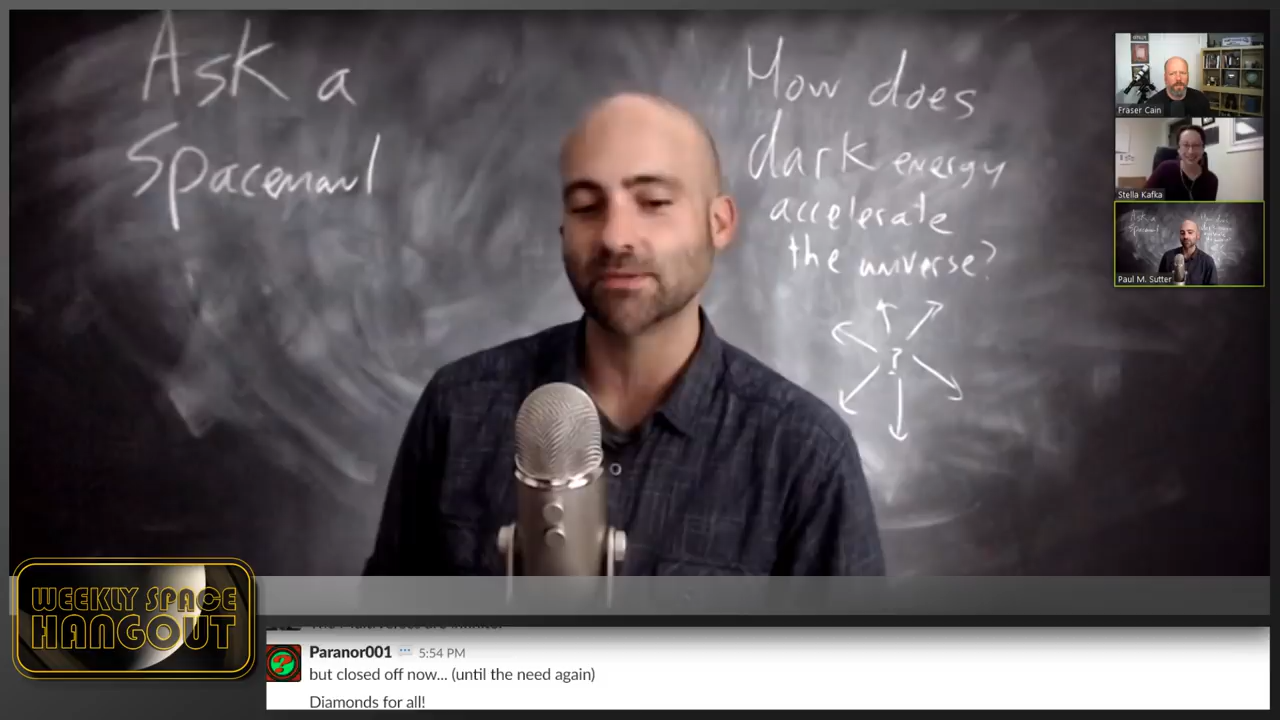 Ask a
Spaceman!
How does
dark energy
accelerate
the universe?
?
Fraser Cain
Stella Kafka
Paul M. Sutter
WEEKLY SPACE
HANGOUT
Paranor001 5:54 PM
but closed off now... (until the need again)
Diamonds for all!